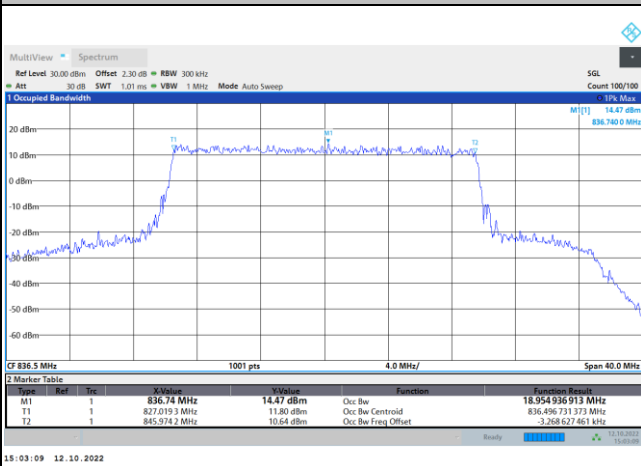 MultiView Spectrum
Ref Level 30.00 dBm Offset 2.30 dB RBW 300 kHz SGL
Att 30 dB SWT 1.01 ms VBW 1 MHz Mode Auto Sweep Count 100/100
1 Occupied Bandwidth 1Pk Max
M1[1] 14.47 dBm
836.740 0 MHz
20 dBm
T1 M1 T2
10 dBm
0 dBm
-10 dBm
-20 dBm
-30 dBm
-40 dBm
-50 dBm
-60 dBm
CF 836.5 MHz 1001 pts 4.0 MHz/ Span 40.0 MHz
2 Marker Table
Type Ref Trc X-Value Y-Value Function Function Result
M1 1 836.74 MHz 14.47 dBm Occ Bw 18.954 936 913 MHz
T1 1 827.019 3 MHz 11.80 dBm Occ Bw Centroid 836.496 731 373 MHz
T2 1 845.974 2 MHz 10.64 dBm Occ Bw Freq Offset -3.268 627 461 kHz
Ready 12.10.2022
15:03:09
15:03:09 12.10.2022